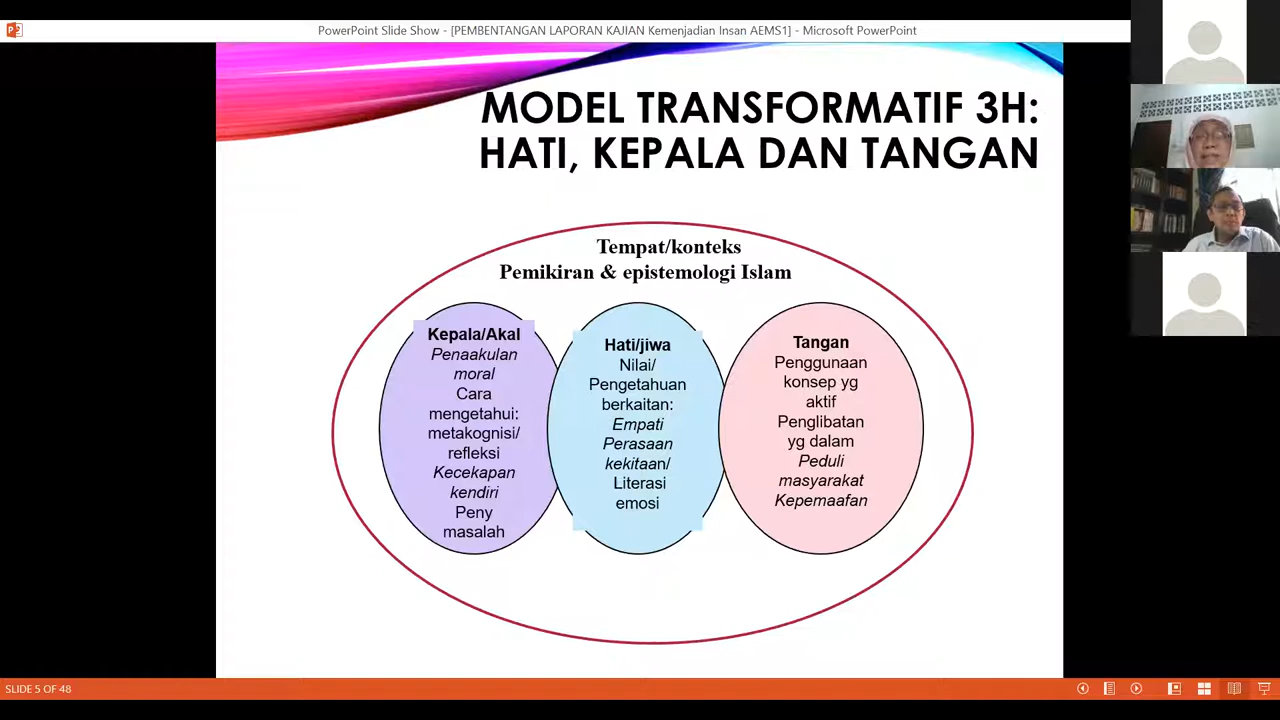 PowerPoint Slide Show - [PEMBENTANGAN LAPORAN KAJIAN Kemenjadian Insan AEMS1] - Microsoft PowerPoint
MODEL TRANSFORMATIF 3H:
HATI, KEPALA DAN TANGAN
Tempat/konteks
Pemikiran & epistemologi Islam
Kepala/Akal
Penaakulan
moral
Cara
mengetahui:
metakognisi/
refleksi
Kecekapan
kendiri
Peny
masalah
Hati/jiwa
Nilai/
Pengetahuan
berkaitan:
Empati
Perasaan
kekitaan/
Literasi
emosi
Tangan
Penggunaan
konsep yg
aktif
Penglibatan
yg dalam
Peduli
masyarakat
Kepemaafan
SLIDE 5 OF 48